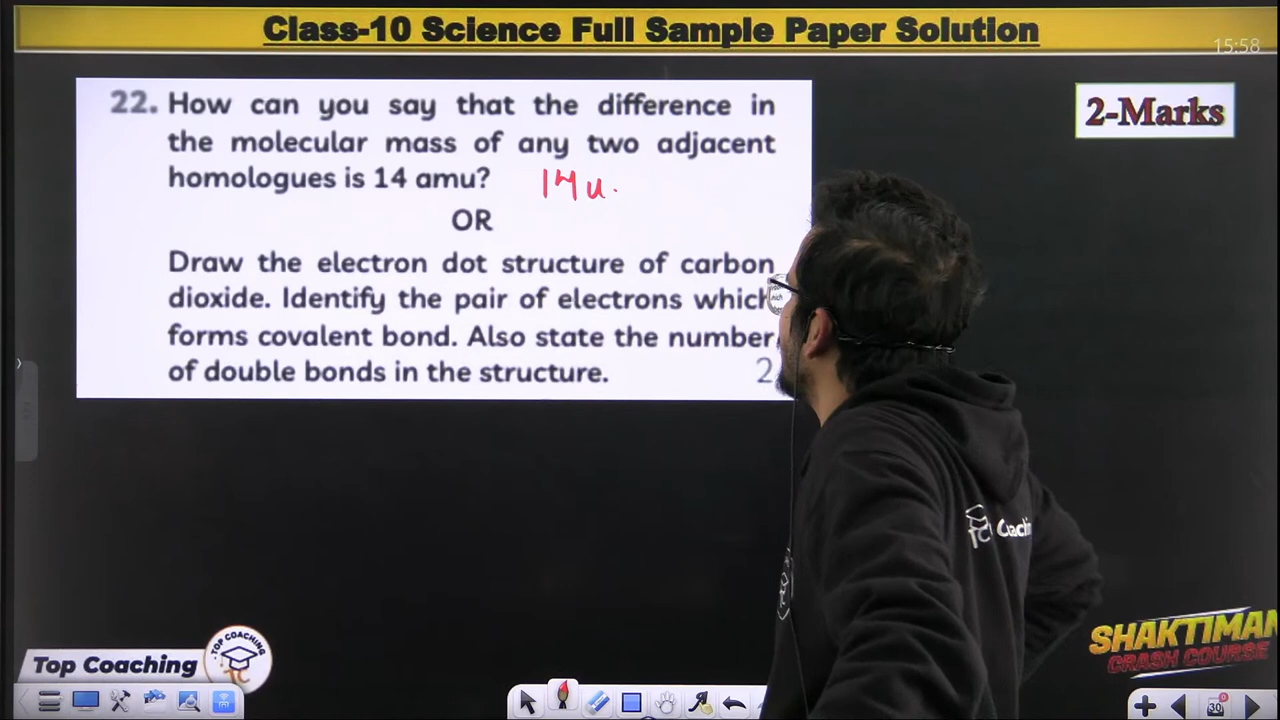 Class-10 Science Full Sample Paper Solution
15:58
22. How can you say that the difference in
the molecular mass of any two adjacent
homologues is 14 amu? 14u.
OR
Draw the electron dot structure of carbon
dioxide. Identify the pair of electrons which
forms covalent bond. Also state the number
of double bonds in the structure. 2
2-Marks
TC
Top Coaching
TOP COACHING
TC
SHAKTIMAN
CRASH COURSE
30